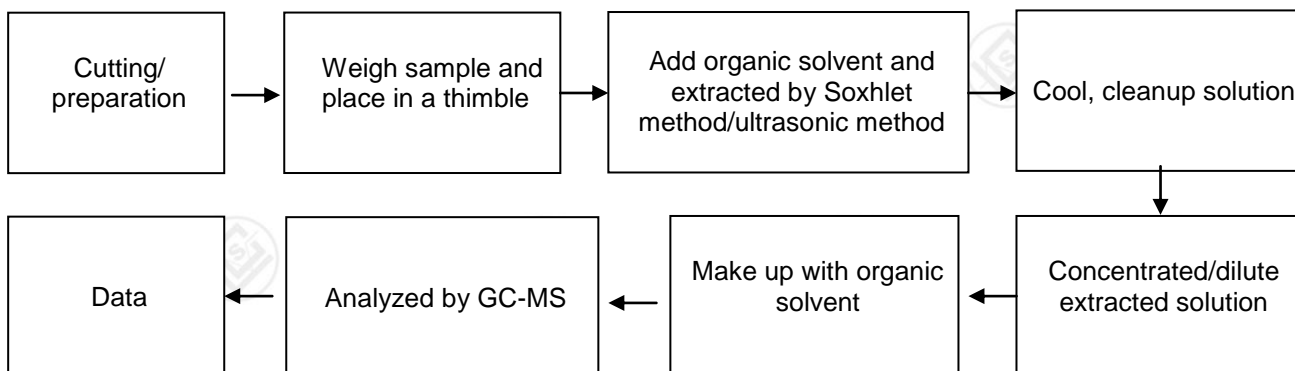 Cutting/
preparation
Weigh sample and
place in a thimble
Add organic solvent and
extracted by Soxhlet
method/ultrasonic method
Cool, cleanup solution
Concentrated/dilute
extracted solution
Make up with organic
solvent
Analyzed by GC-MS
Data